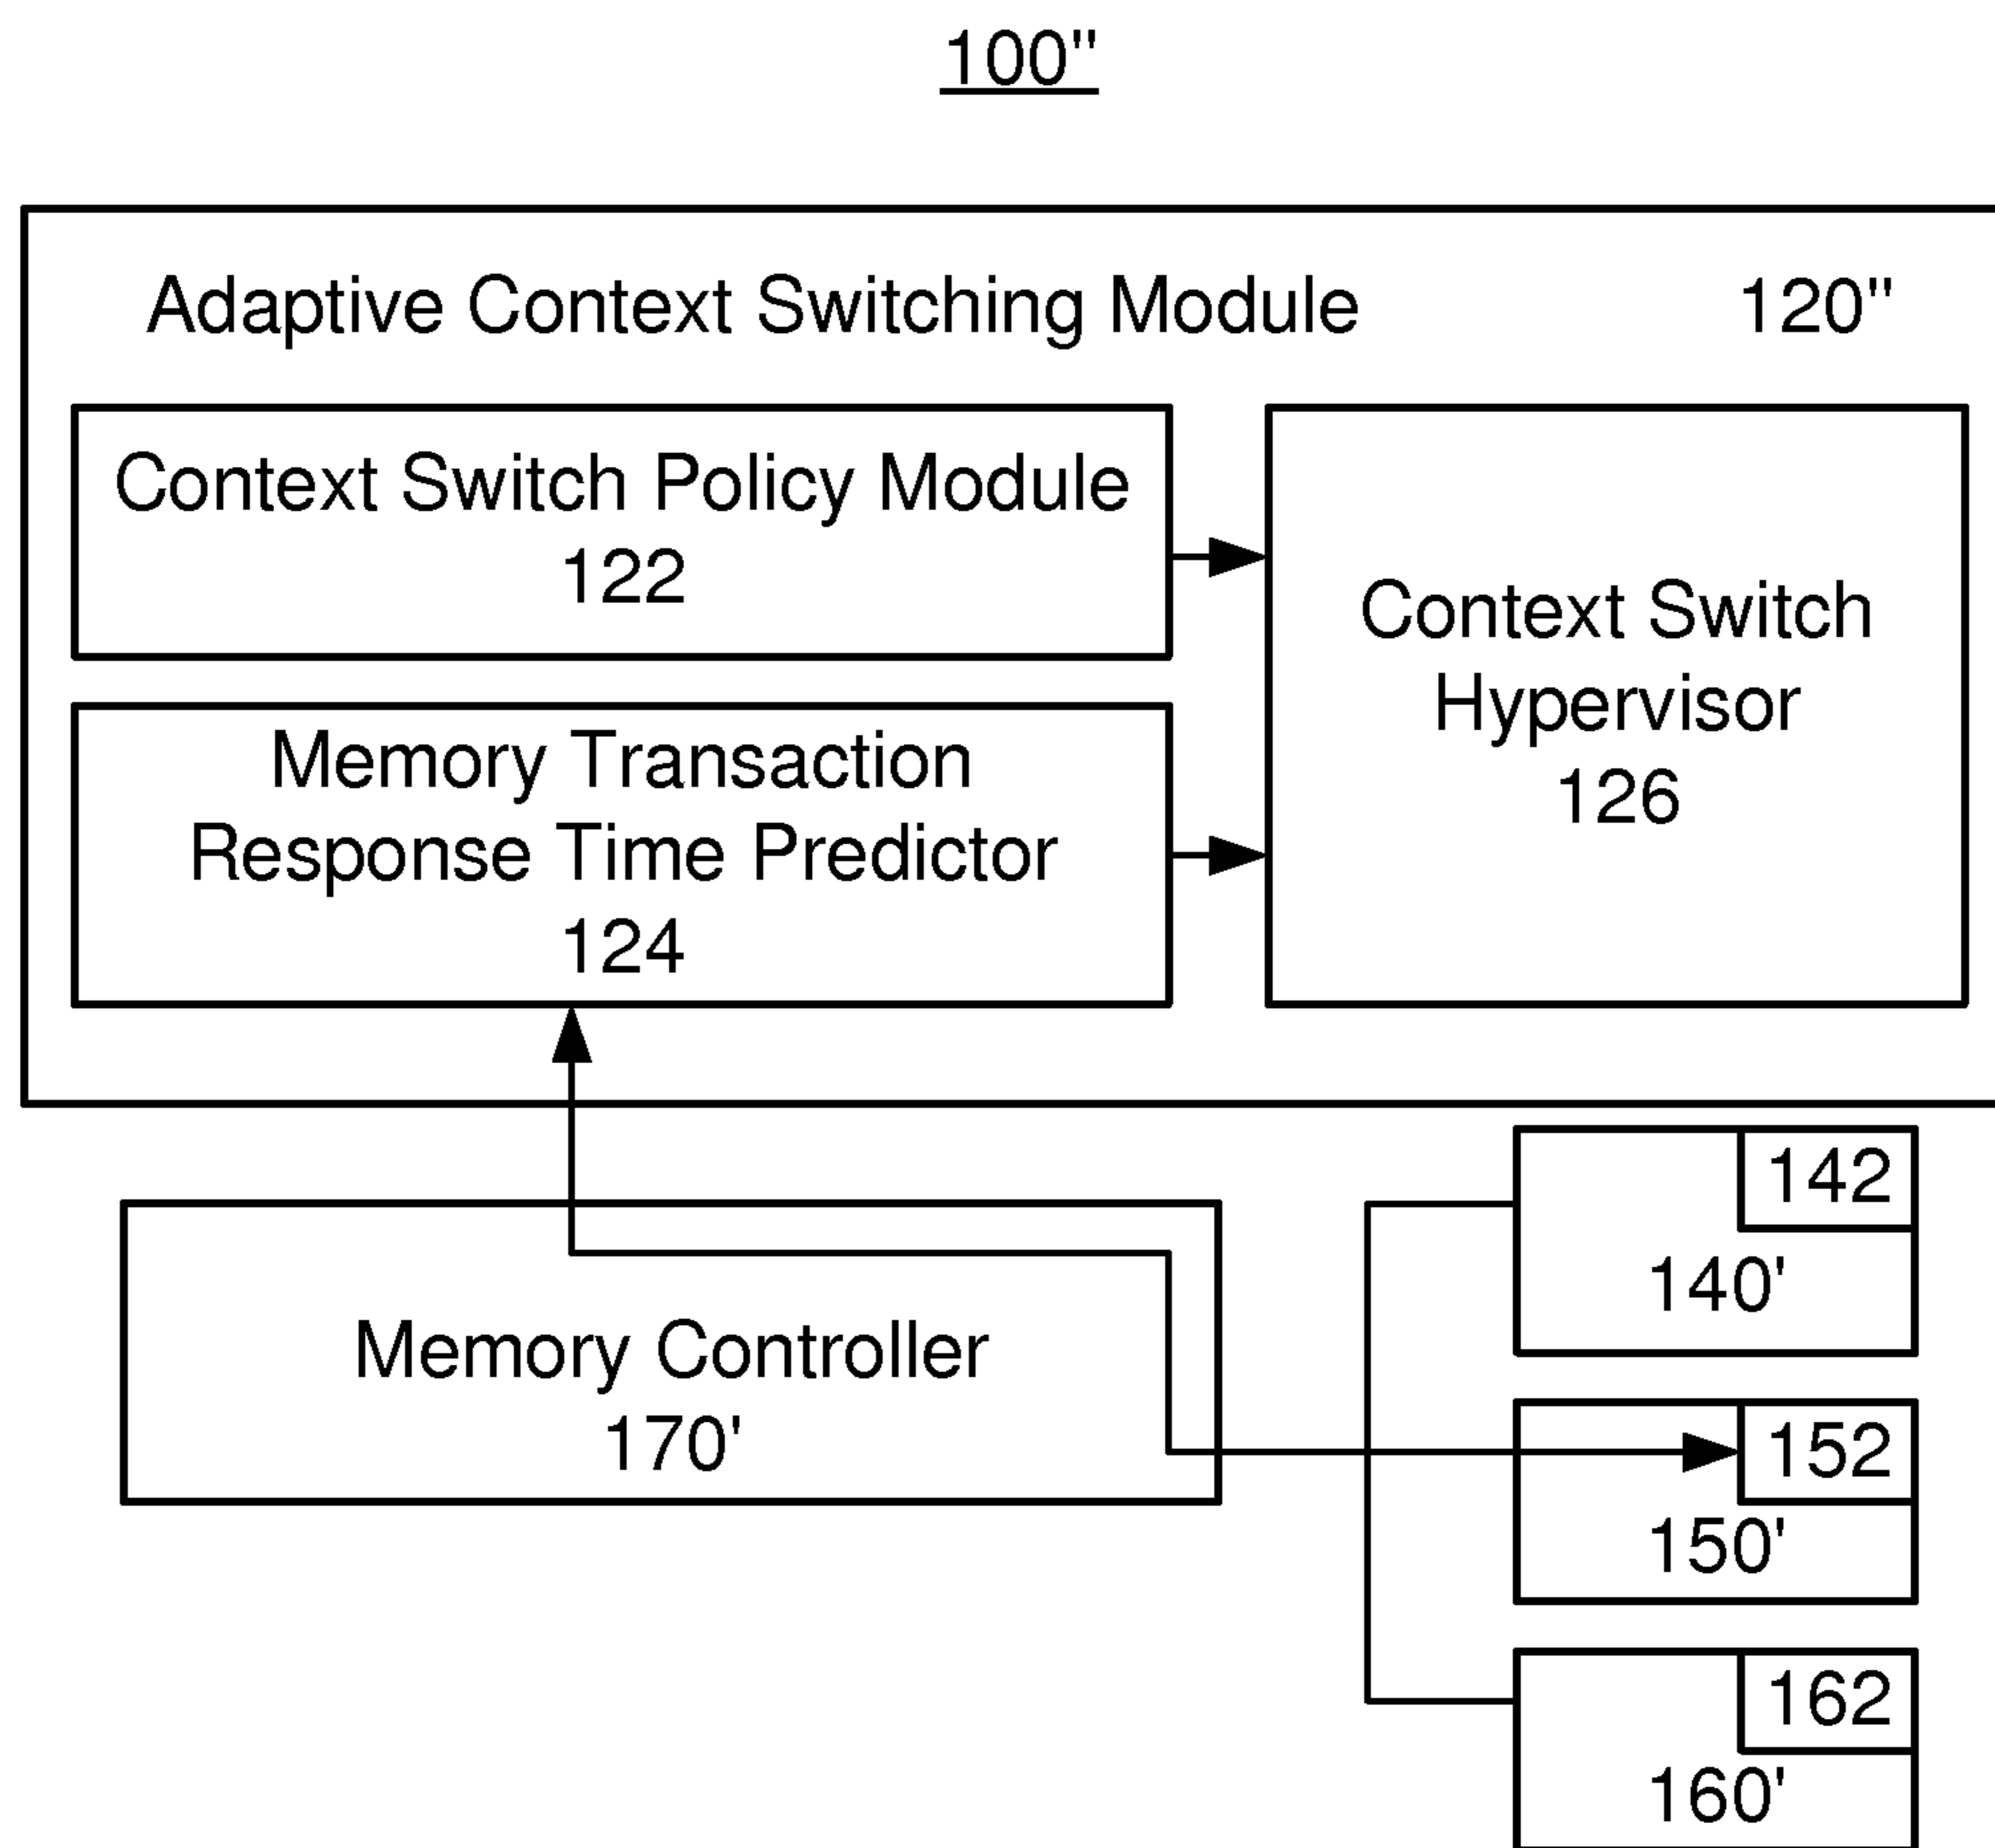 100"
Adaptive Context Switching Module 120"
Context Switch Policy Module
122
Memory Transaction
Response Time Predictor
124
Context Switch
Hypervisor
126
Memory Controller
170'
142
140'
152
150'
162
160'